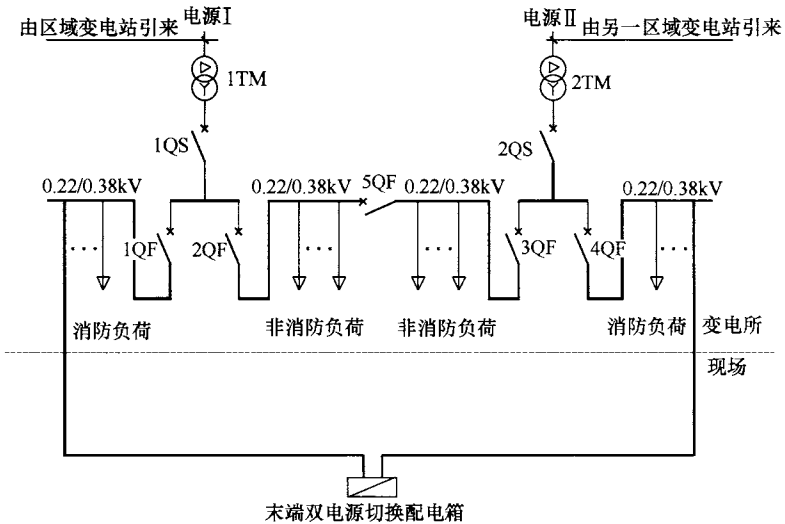 电源Ⅰ
电源Ⅱ
由区域变电站引来
由另一区域变电站引来
1TM
2TM
1QS
2QS
0.22/0.38kV
0.22/0.38kV
5QF
0.22/0.38kV
0.22/0.38kV
1QF
2QF
3QF
4QF
消防负荷
非消防负荷
非消防负荷
消防负荷
变电所
现场
末端双电源切换配电箱